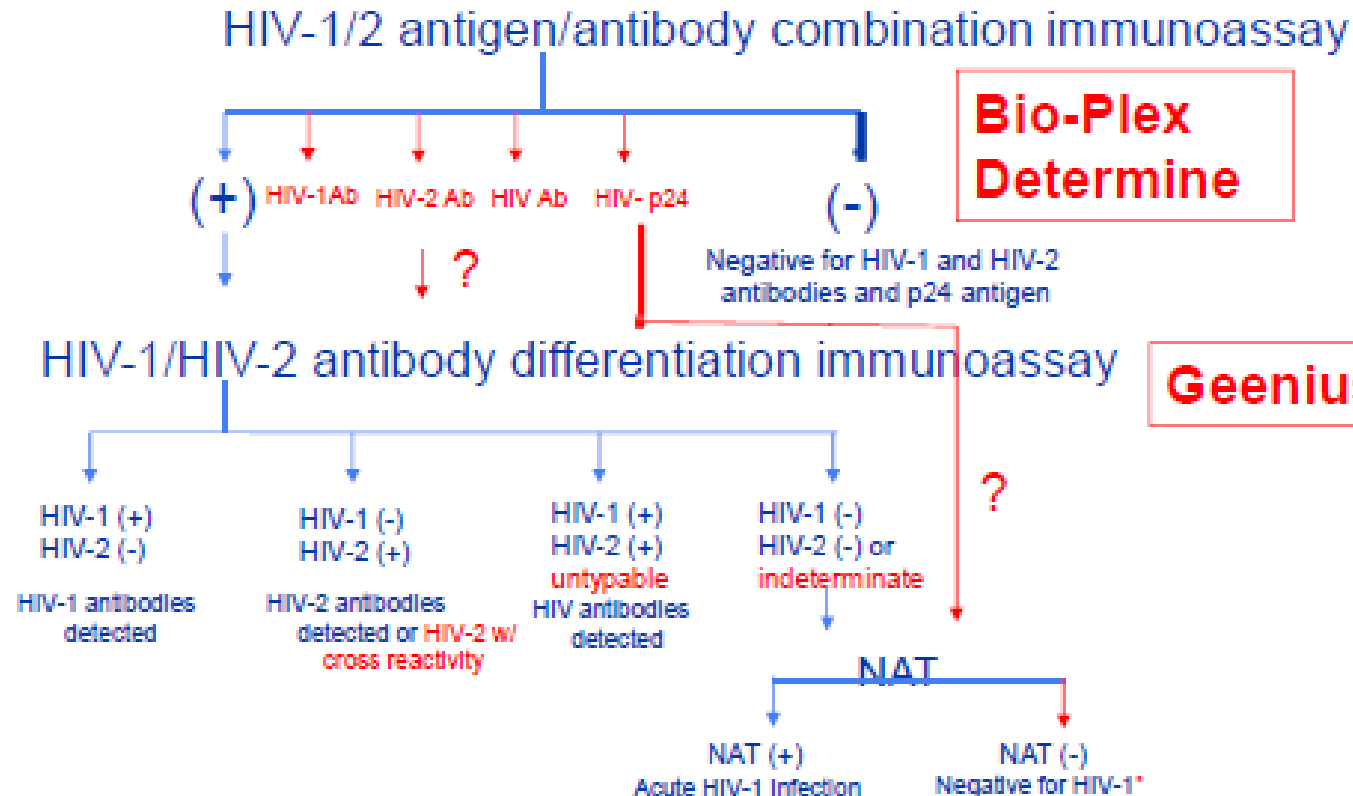 HIV-1/2 antigen/antibody combination immunoassay
Bio-Plex
Determine
(+)
HIV-1Ab
HIV-2 Ab
HIV Ab
HIV- p24
(-)
?
Negative for HIV-1 and HIV-2
antibodies and p24 antigen
HIV-1/HIV-2 antibody differentiation immunoassay
Geenius
?
HIV-1 (+)
HIV-2 (-)
HIV-1 antibodies
detected
HIV-1 (-)
HIV-2 (+)
HIV-2 antibodies
detected or HIV-2 w/
cross reactivity
HIV-1 (+)
HIV-2 (+)
untypable
HIV antibodies
detected
HIV-1 (-)
HIV-2 (-) or
indeterminate
NAT
NAT (+)
Acute HIV-1 Infection
NAT (-)
Negative for HIV-1*